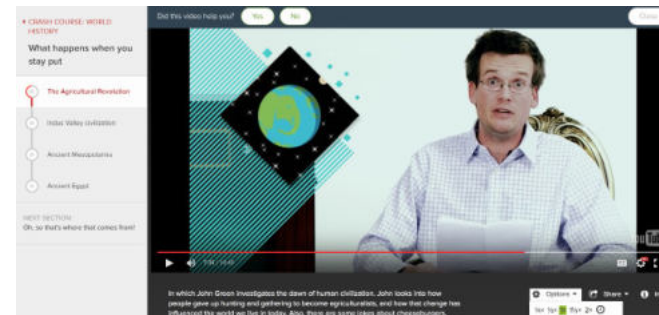 CRASH COURSE: WORLD
HISTORY
What happens when you
stay put
The Agricultural Revolution
Indus Valley Civilization
Ancient Mesopotamia
Ancient Egypt
NEXT SECTION:
Oh, so that's where that comes from!
Did this video help you?
Yes
No
In which John Green investigates the dawn of human civilization. John looks into how
people gave up hunting and gathering to become agriculturalists, and how that change has
influenced the world we live in today. Also, there are some jokes about cheeseburgers.
Options
Share